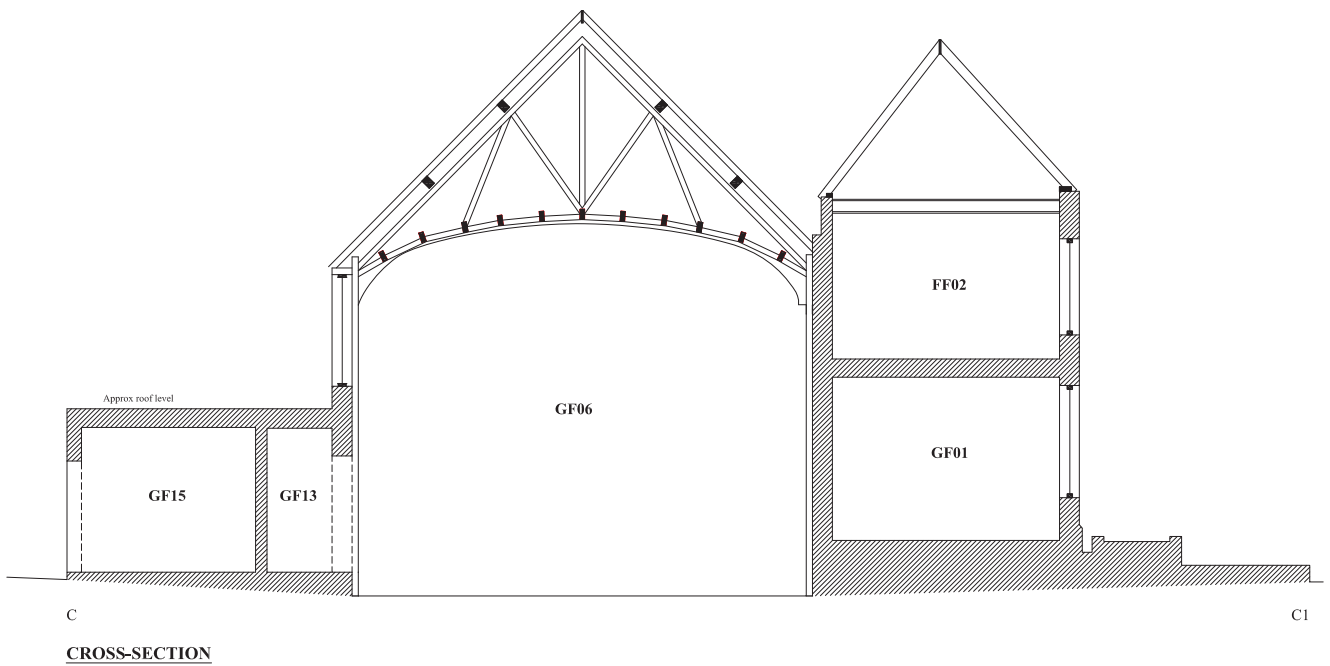 FF02
Approx roof level
GF06
GF01
GF15
GF13
C
C1
CROSS-SECTION